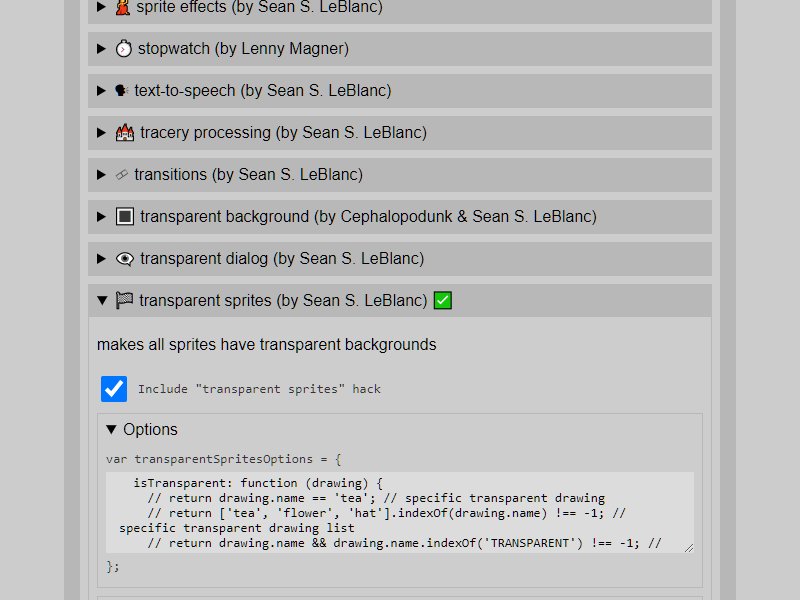 sprite effects (by Sean S. LeBlanc)
stopwatch (by Lenny Magner)
text-to-speech (by Sean S. LeBlanc)
tracery processing (by Sean S. LeBlanc)
transitions (by Sean S. LeBlanc)
transparent background (by Cephalopodunk & Sean S. LeBlanc)
transparent dialog (by Sean S. LeBlanc)
transparent sprites (by Sean S. LeBlanc)
makes all sprites have transparent backgrounds
Include "transparent sprites" hack
Options
var transparentSpritesOptions = {
isTransparent: function (drawing) {
// return drawing.name == 'tea'; // specific transparent drawing
// return ['tea', 'flower', 'hat'].indexOf(drawing.name) !== -1; //
specific transparent drawing list
// return drawing.name && drawing.name.indexOf('TRANSPARENT') !== -1; //
};